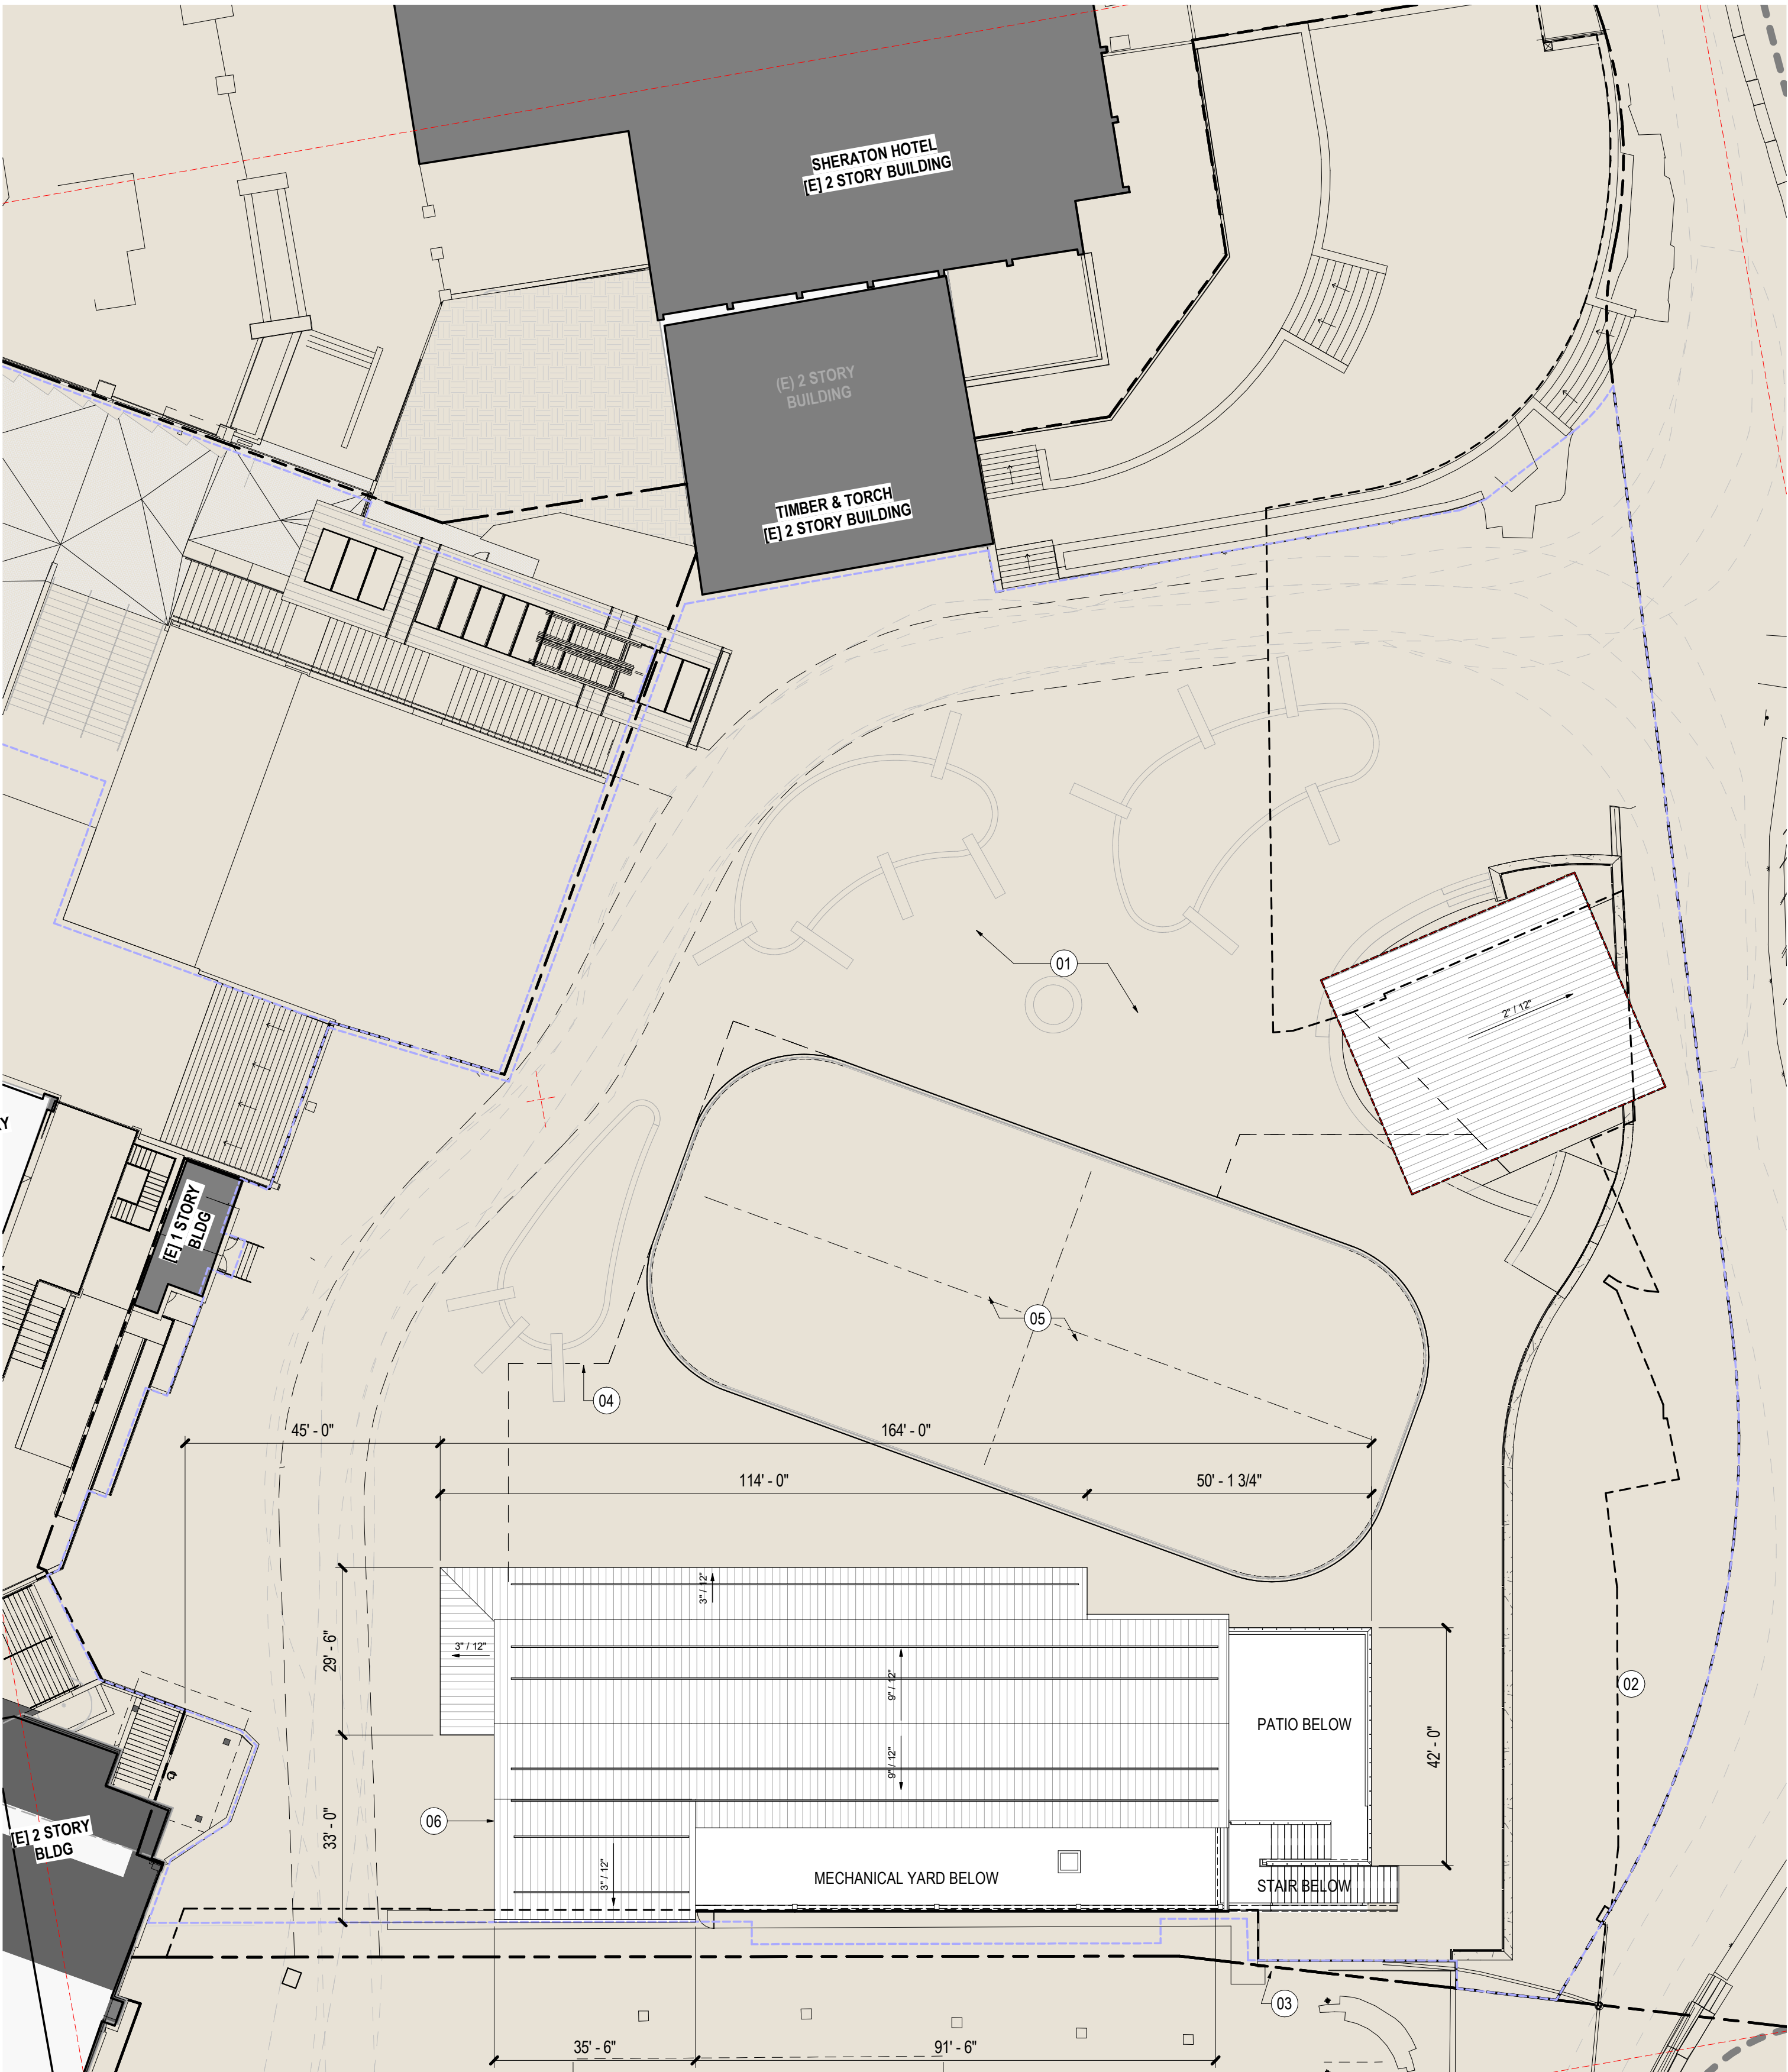 SHERATON HOTEL
[E] 2 STORY BUILDING
(E) 2 STORY
BUILDING
TIMBER & TORCH
[E] 2 STORY BUILDING
01
2" / 12"
[E] 1 STORY
BLDG
05
04
45' - 0"
164' - 0"
114' - 0"
50' - 1 3/4"
3" / 12"
29' - 6"
3" / 12"
9" / 12"
02
PATIO BELOW
42' - 0"
9" / 12"
06
33' - 0"
[E] 2 STORY
BLDG
3" / 12"
MECHANICAL YARD BELOW
STAIR BELOW
03
35' - 6"
91' - 6"